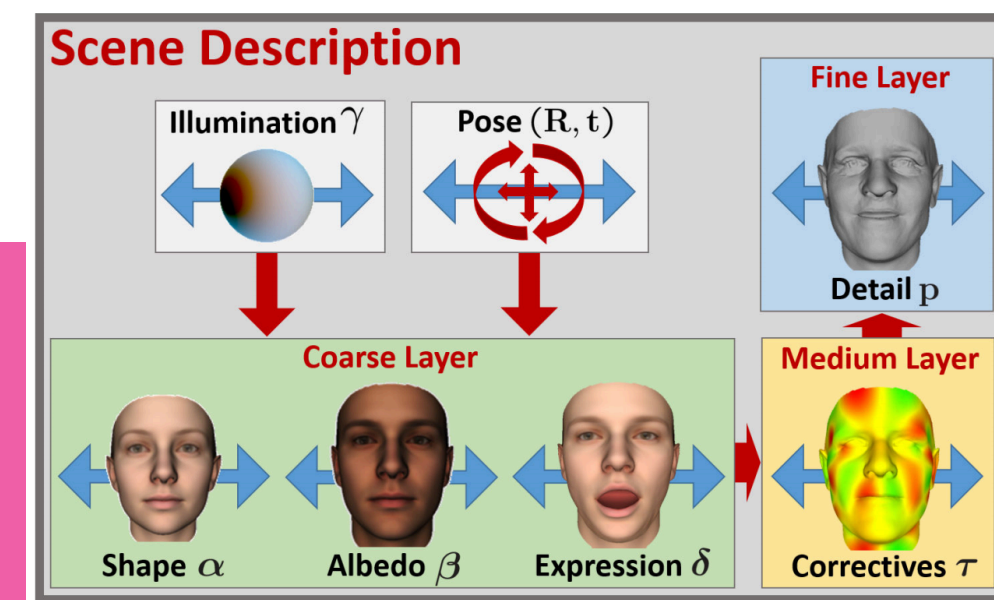 Scene Description
Illumination γ
Pose (R, t)
Fine Layer
Detail p
Coarse Layer
Medium Layer
Shape α
Albedo β
Expression δ
Correctives τ